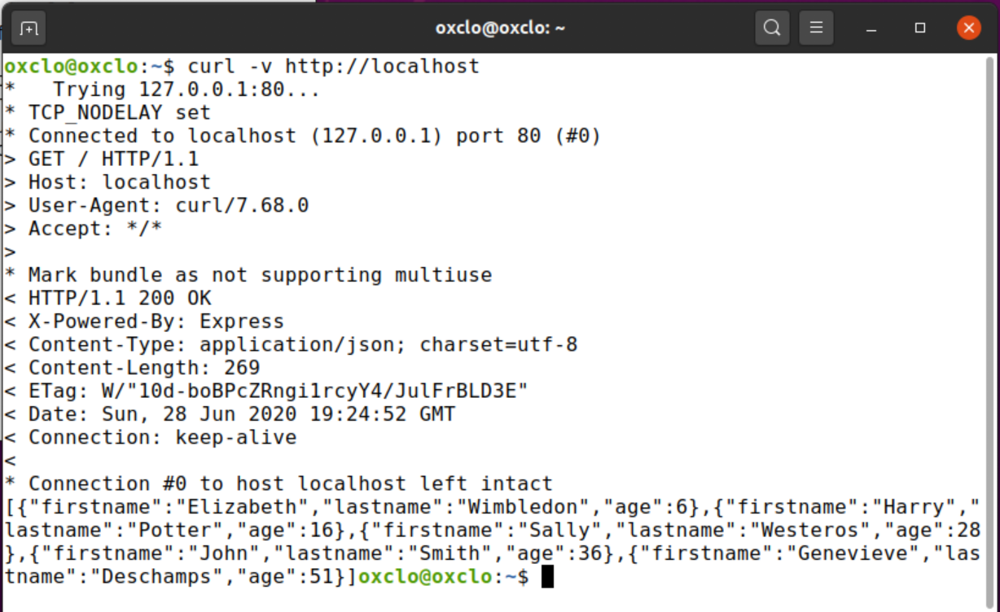 oxclo@oxclo: ~
oxclo@oxclo:~$ curl -v http://localhost
*   Trying 127.0.0.1:80...
* TCP_NODELAY set
* Connected to localhost (127.0.0.1) port 80 (#0)
> GET / HTTP/1.1
> Host: localhost
> User-Agent: curl/7.68.0
> Accept: */*
>
* Mark bundle as not supporting multiuse
< HTTP/1.1 200 OK
< X-Powered-By: Express
< Content-Type: application/json; charset=utf-8
< Content-Length: 269
< ETag: W/"10d-boBPcZRngi1rcyY4/JulFrBLD3E"
< Date: Sun, 28 Jun 2020 19:24:52 GMT
< Connection: keep-alive
<
* Connection #0 to host localhost left intact
[{"firstname":"Elizabeth","lastname":"Wimbledon","age":6},{"firstname":"Harry","
lastname":"Potter","age":16},{"firstname":"Sally","lastname":"Westeros","age":28
},{"firstname":"John","lastname":"Smith","age":36},{"firstname":"Genevieve","las
tname":"Deschamps","age":51}]oxclo@oxclo:~$